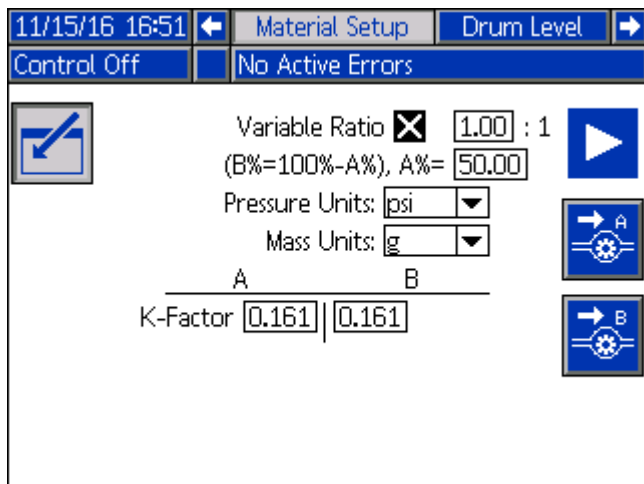 11/15/16 16:51 Material Setup Drum Level
Control Off No Active Errors
Variable Ratio 1.00 : 1
(B%=100%-A%), A%= 50.00
Pressure Units: psi
Mass Units: g
A B
K-Factor 0.161 0.161
A
B